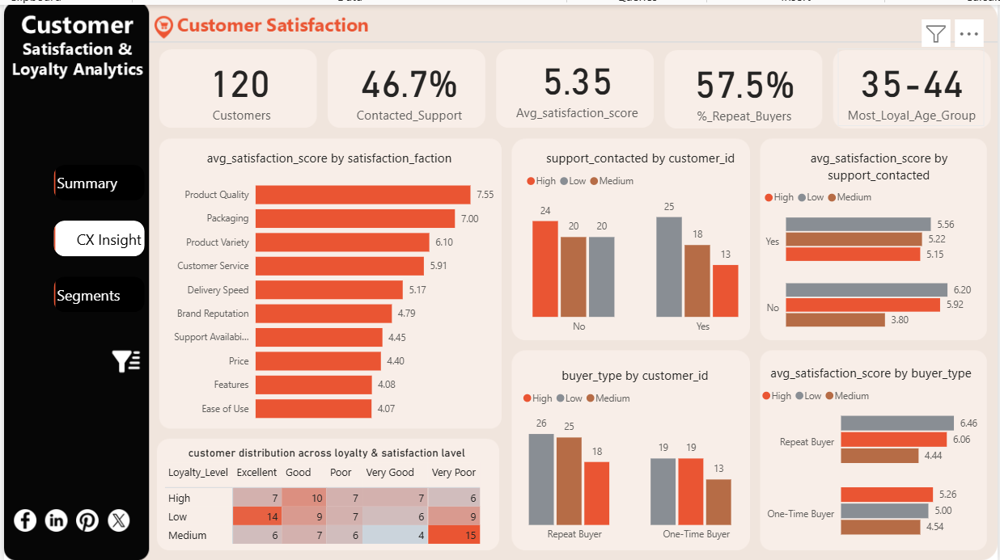 Customer
Satisfaction &
Loyalty Analytics
Summary
CX Insight
Segments
Customer Satisfaction
120
Customers
46.7%
Contacted_Support
5.35
Avg_satisfaction_score
57.5%
%_Repeat_Buyers
35-44
Most_Loyal_Age_Group
avg_satisfaction_score by satisfaction_faction
Product Quality 7.55
Packaging 7.00
Product Variety 6.10
Customer Service 5.91
Delivery Speed 5.17
Brand Reputation 4.79
Support Availabi... 4.45
Price 4.40
Features 4.08
Ease of Use 4.07
customer distribution across loyalty & satisfaction lavel
Loyalty_Level Excellent Good Poor Very Good Very Poor
High 7 10 7 7 6
Low 14 9 7 6 9
Medium 6 7 6 4 15
support_contacted by customer_id
High Low Medium
24 20 20
25 18 13
No Yes
avg_satisfaction_score by
support_contacted
High Low Medium
Yes
5.56
5.22
5.15
No
6.20
5.92
3.80
buyer_type by customer_id
High Low Medium
26 25 18
19 19 13
Repeat Buyer One-Time Buyer
avg_satisfaction_score by buyer_type
High Low Medium
Repeat Buyer
6.46
6.06
4.44
One-Time Buyer
5.26
5.00
4.54